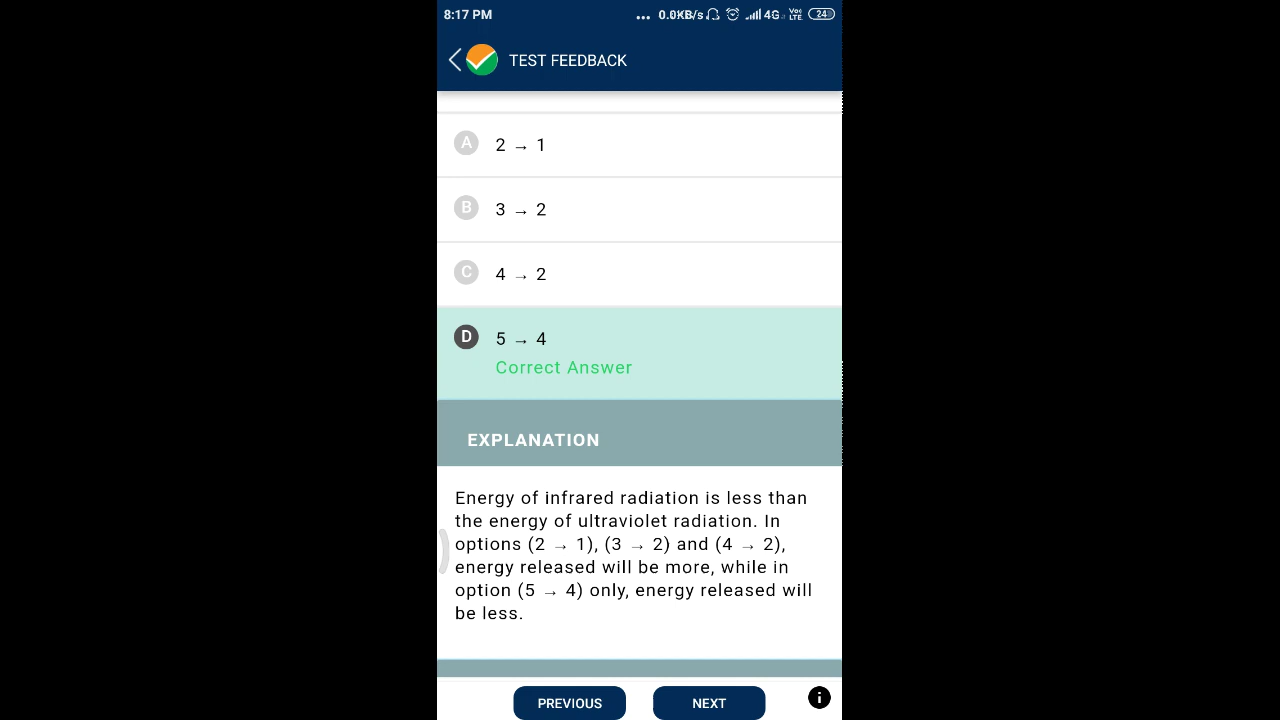 8:17 PM ... 0.0KB/s 4G Vo) LTE 24
TEST FEEDBACK
A 2 → 1
B 3 → 2
C 4 → 2
D 5 → 4
Correct Answer
EXPLANATION
Energy of infrared radiation is less than
the energy of ultraviolet radiation. In
options (2 → 1), (3 → 2) and (4 → 2),
energy released will be more, while in
option (5 → 4) only, energy released will
be less.
PREVIOUS NEXT i